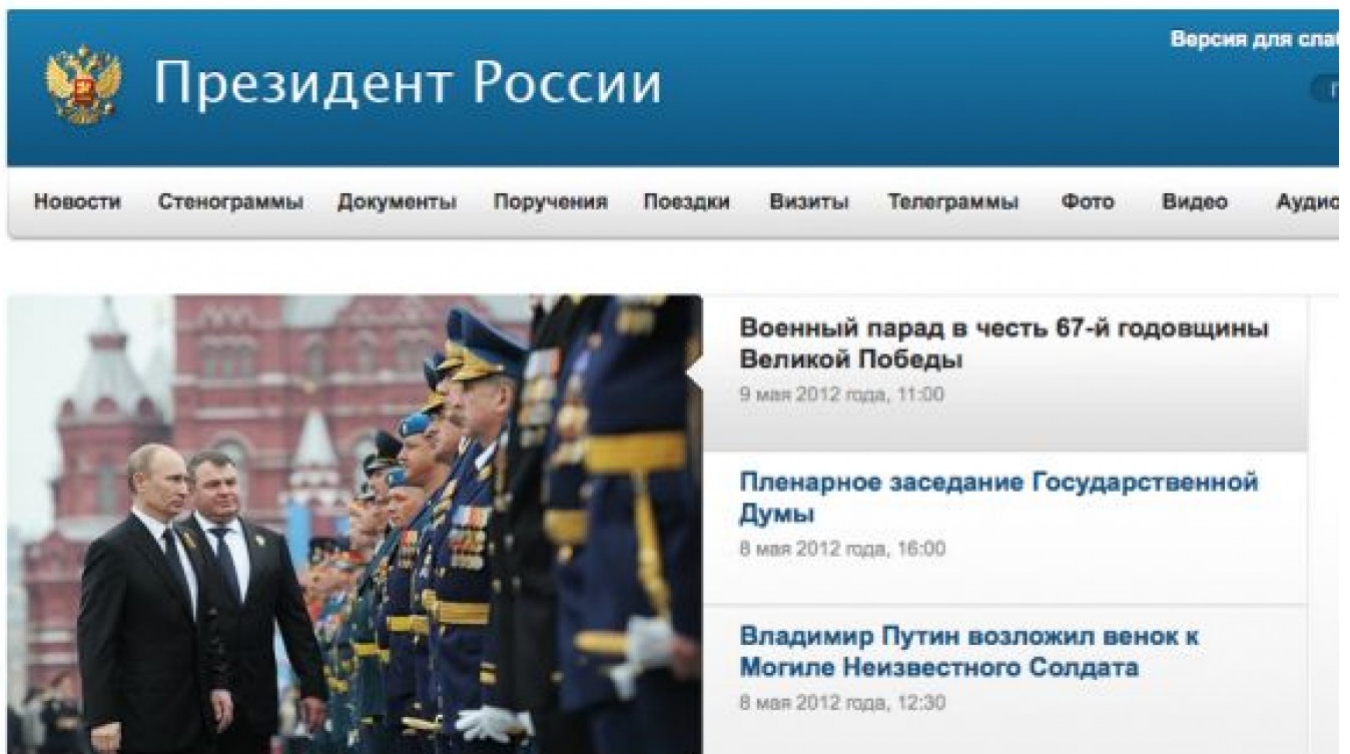 Версия для
Президент России
Новости Стенограммы Документы Поручения Поездки Визиты Телеграммы Фото Видео Аудио
Военный парад в честь 67-й годовщины
Великой Победы
9 мая 2012 года, 11:00
Пленарное заседание Государственной
Думы
8 мая 2012 года, 16:00
Владимир Путин возложил венок к
Могиле Неизвестного Солдата
8 мая 2012 года, 12:30